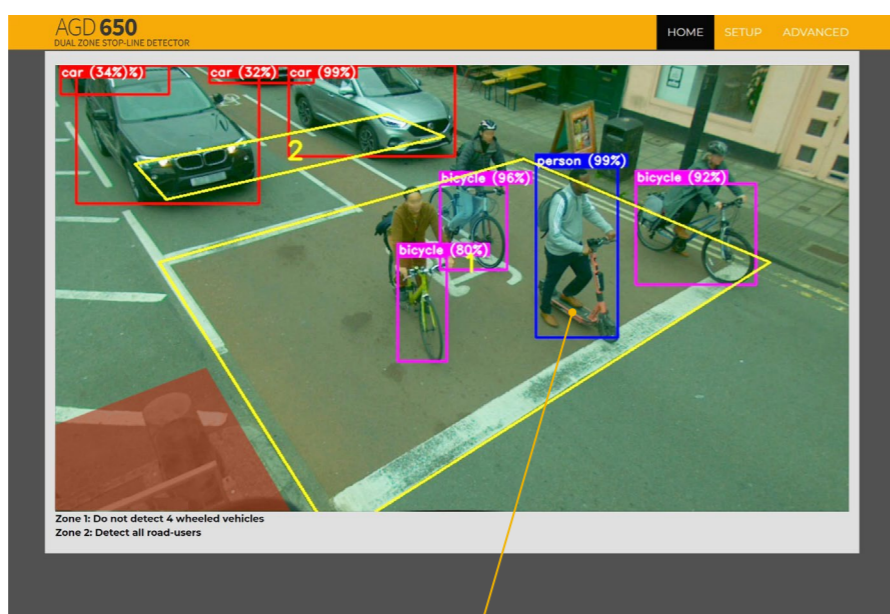 AGD 650
DUAL ZONE STOP-LINE DETECTOR
HOME SETUP ADVANCED
car (34%)%)
car (32%)
car (99%)
2
person (99%)
bicycle (96%)
bicycle (92%)
bicycle (80%)
1
Zone 1: Do not detect 4 wheeled vehicles
Zone 2: Detect all road-users